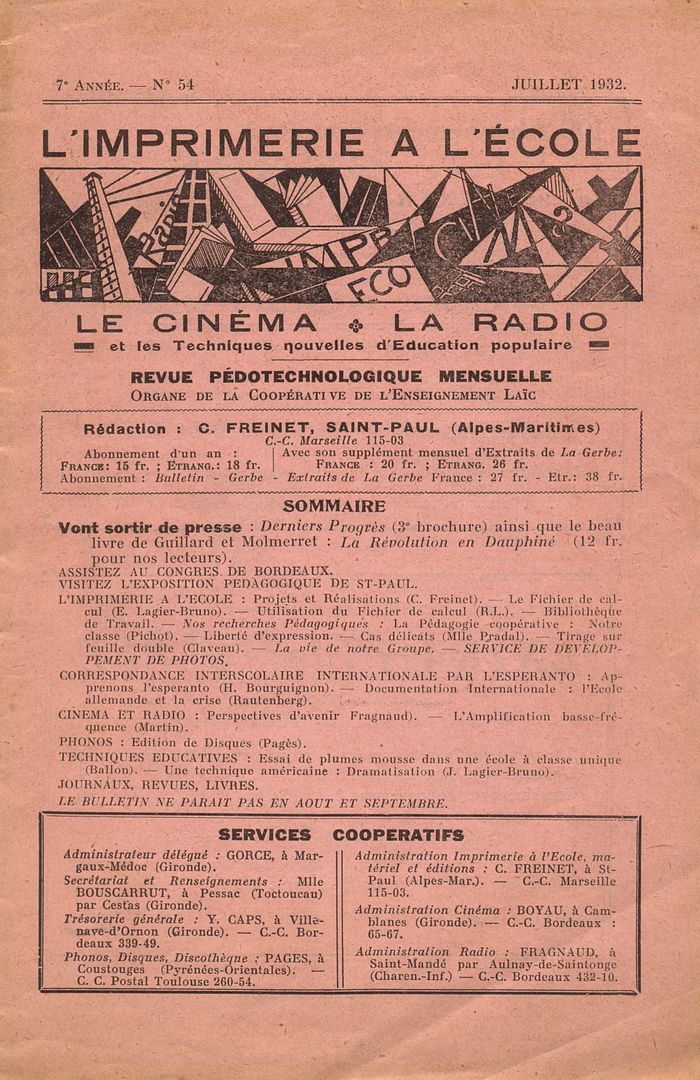 7e ANNÉE. — N° 54
JUILLET 1932.
L'IMPRIMERIE A L'ÉCOLE
IMPR
ECO
CI
LE CINÉMA ❖ LA RADIO
et les Techniques nouvelles d'Education populaire
REVUE PÉDOTECHNOLOGIQUE MENSUELLE
ORGANE DE LA COOPÉRATIVE DE L'ENSEIGNEMENT LAÏC
Rédaction : C. FREINET, SAINT-PAUL (Alpes-Maritimes)
C.-C. Marseille 115-03
Abonnement d'un an :
FRANCE: 15 fr. ; ETRANG.: 18 fr.
Avec son supplément mensuel d'Extraits de La Gerbe:
FRANCE : 20 fr. ; ETRANG. 26 fr.
Abonnement : Bulletin - Gerbe - Extraits de La Gerbe France : 27 fr. - Etr.: 38 fr.
SOMMAIRE
Vont sortir de presse : Derniers Progrès (3e brochure) ainsi que le beau
livre de Guillard et Molmerret : La Révolution en Dauphiné (12 fr.
pour nos lecteurs).
ASSISTEZ AU CONGRES DE BORDEAUX.
VISITEZ L'EXPOSITION PEDAGOGIQUE DE ST-PAUL.
L'IMPRIMERIE A L'ECOLE : Projets et Réalisations (C. Freinet). — Le Fichier de cal-
cul (E. Lagier-Bruno). — Utilisation du Fichier de calcul (R.L.). — Bibliothèque
de Travail. — Nos recherches Pédagogiques : La Pédagogie coopérative : Notre
classe (Pichot). — Liberté d'expression. — Cas délicats (Mlle Pradal). — Tirage sur
feuille double (Claveau). — La vie de notre Groupe. — SERVICE DE DEVELOP-
PEMENT DE PHOTOS.
CORRESPONDANCE INTERSCOLAIRE INTERNATIONALE PAR L'ESPERANTO : Ap-
prenons l'esperanto (H. Bourguignon). — Documentation Internationale : l'Ecole
allemande et la crise (Rautenberg).
CINEMA ET RADIO : Perspectives d'avenir Fragnaud). — L'Amplification basse-fré-
quence (Martin).
PHONOS : Edition de Disques (Pagès).
TECHNIQUES EDUCATIVES : Essai de plumes mousse dans une école à classe unique
(Ballon). — Une technique américaine : Dramatisation (J. Lagier-Bruno).
JOURNAUX, REVUES, LIVRES.
LE BULLETIN NE PARAIT PAS EN AOUT ET SEPTEMBRE.
SERVICES COOPERATIFS
Administrateur délégué : GORCE, à Mar-
gaux-Médoc (Gironde).
Secrétariat et Renseignements : Mlle
BOUSCARRUT, à Pessac (Toctoucau)
par Cestas (Gironde).
Trésorerie générale : Y. CAPS, à Ville-
nave-d'Ornon (Gironde). — C.-C. Bor-
deaux 339-49.
Phonos, Disques, Discothèque : PAGES, à
Coustouges (Pyrénées-Orientales). —
C. C. Postal Toulouse 260-54.
Administration Imprimerie à l'Ecole, ma-
tériel et éditions : C. FREINET, à St-
Paul (Alpes-Mar.). — C.-C. Marseille
115-03.
Administration Cinéma : BOYAU, à Cam-
blanes (Gironde). — C.-C. Bordeaux :
65-67.
Administration Radio : FRAGNAUD, à
Saint-Mandé par Aulnay-de-Saintonge
(Charen.-Inf.) — C.-C. Bordeaux 432-10.